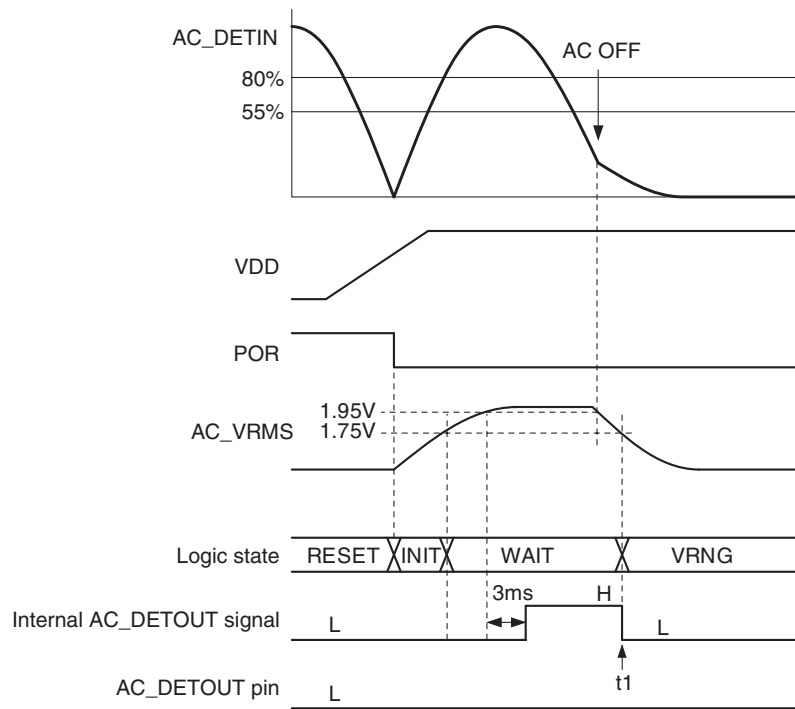 AC_DETIN
80%
55%
AC OFF
VDD
POR
AC_VRMS
1.95V
1.75V
Logic state
RESET
INIT
WAIT
VRNG
3ms
H
Internal AC_DETOUT signal
L
L
t1
AC_DETOUT pin
L